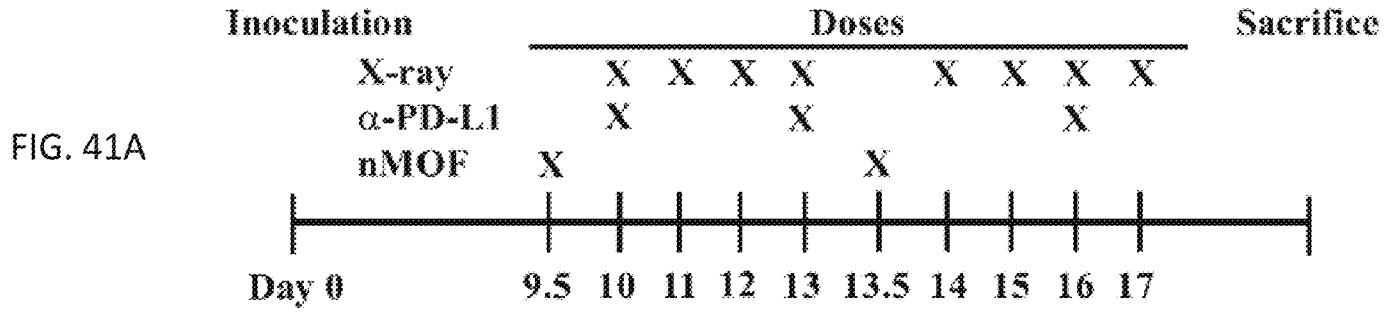 Inoculation Doses Sacrifice
X-ray X X X X X X X X
α-PD-L1 X X X
FIG. 41A
nMOF X X
Day 0 9.5 10 11 12 13 13.5 14 15 16 17